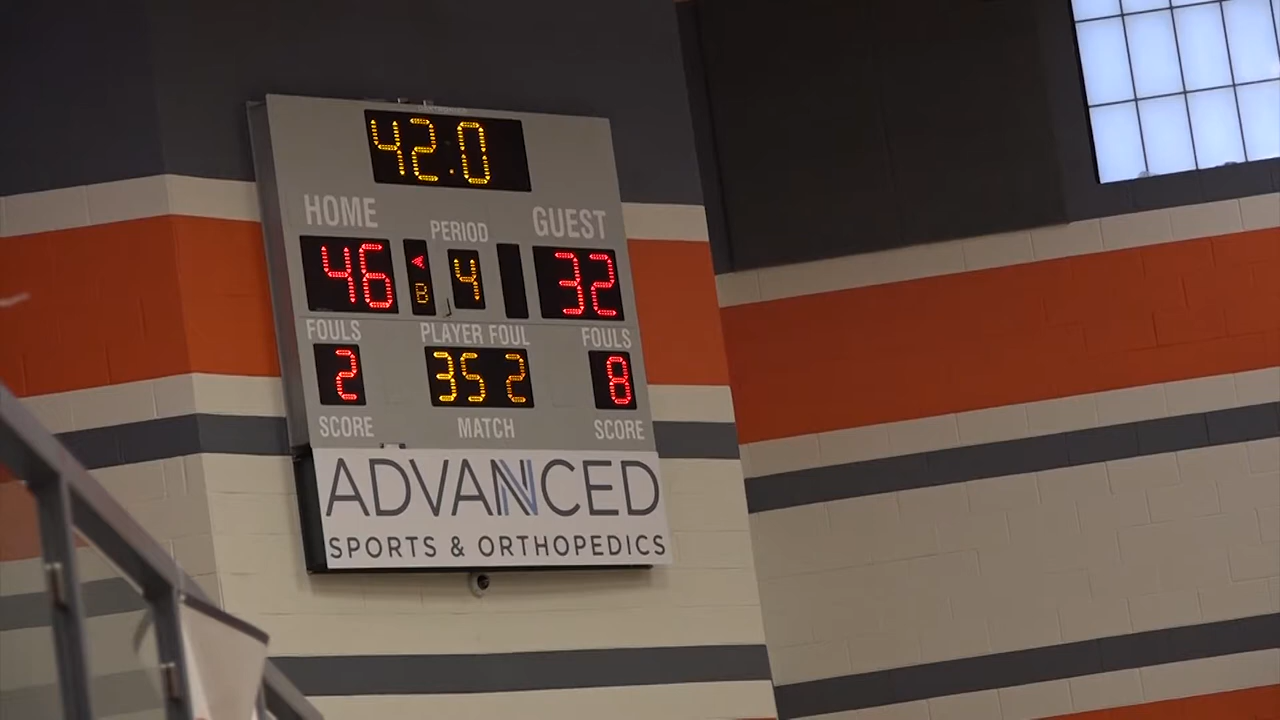 42.0
HOME PERIOD GUEST
46 B 4 32
FOULS PLAYER FOUL FOULS
2 35 2 8
SCORE MATCH SCORE
ADVANCED
SPORTS & ORTHOPEDICS